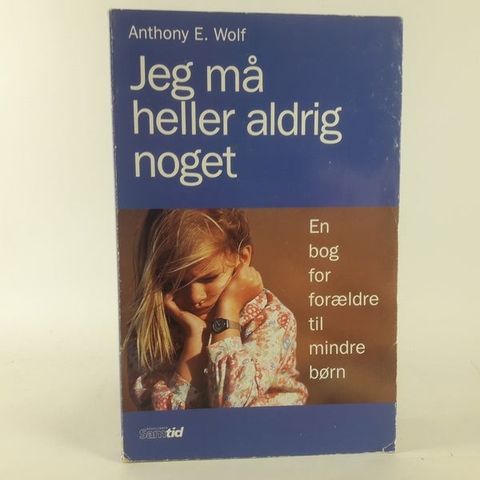 Anthony E. Wolf
Jeg må
heller aldrig
noget
En
bog
for
forældre
til
mindre
børn
Samtid